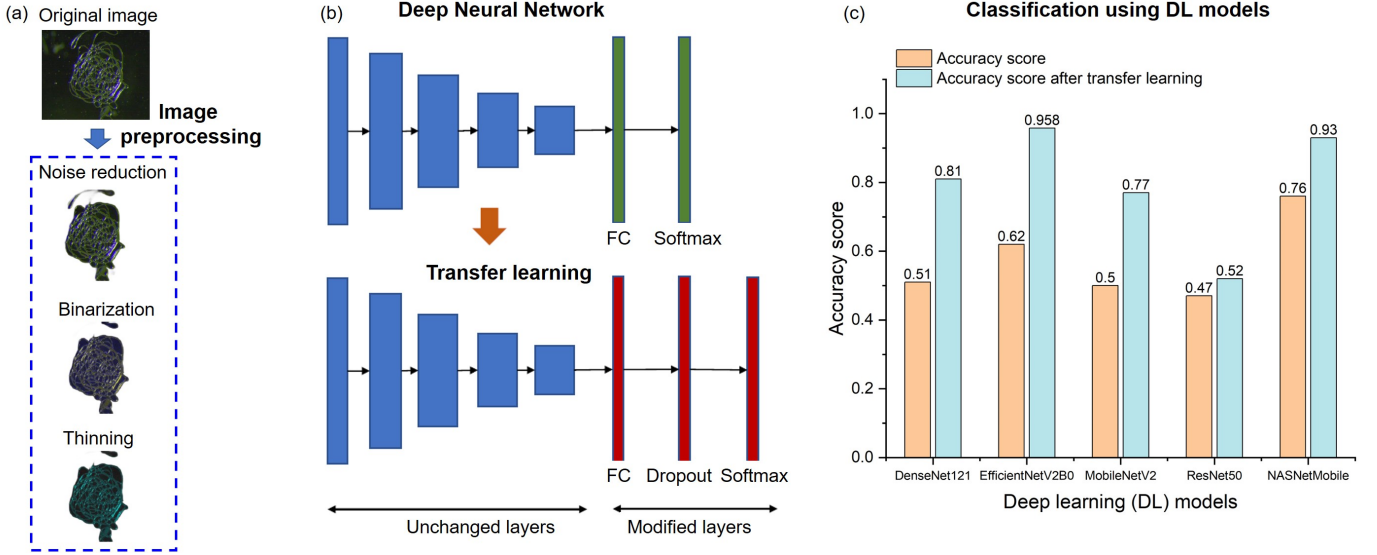 (a)
Original image
Image
preprocessing
Noise reduction
Binarization
Thinning
(b)
Deep Neural Network
FC
Softmax
Transfer learning
FC
Dropout
Softmax
Unchanged layers
Modified layers
(c)
Classification using DL models
Accuracy score
Accuracy score after transfer learning
Accuracy score
1.0
0.8
0.6
0.4
0.2
0.0
0.51
0.81
0.62
0.958
0.5
0.77
0.47
0.52
0.76
0.93
DenseNet121
EfficientNetV2B0
MobileNetV2
ResNet50
NASNetMobile
Deep learning (DL) models